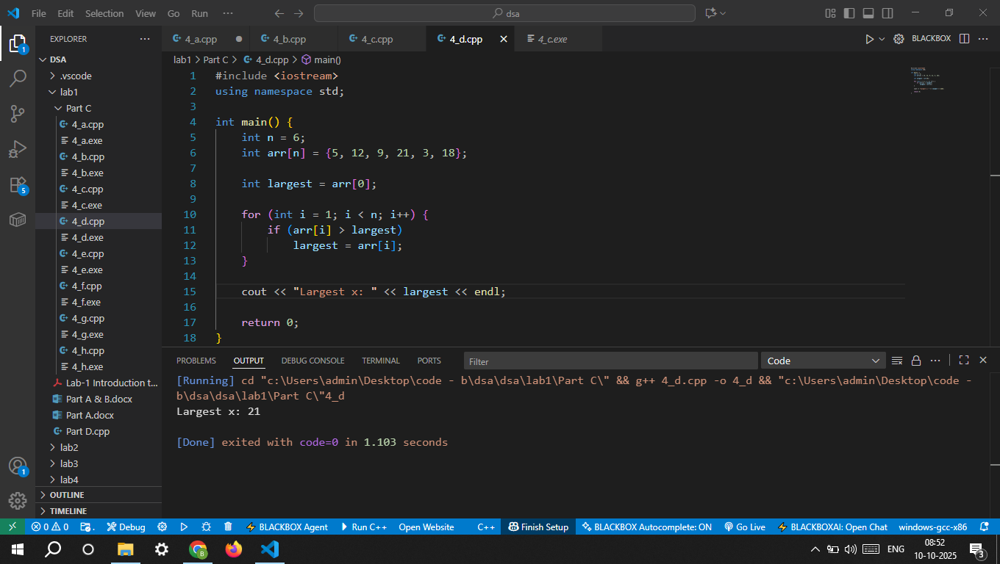 File Edit Selection View Go Run ··· dsa
EXPLORER ···
4_a.cpp 4_b.cpp 4_c.cpp 4_d.cpp 4_c.exe BLACKBOX ···
lab1 > Part C > 4_d.cpp > main()
DSA
.vscode
lab1
Part C
4_a.cpp
4_a.exe
4_b.cpp
4_b.exe
4_c.cpp
4_c.exe
4_d.cpp
4_d.exe
4_e.cpp
4_e.exe
4_f.cpp
4_f.exe
4_g.cpp
4_g.exe
4_h.cpp
4_h.exe
Lab-1 Introduction t...
Part A & B.docx
Part A.docx
Part D.cpp
lab2
lab3
lab4
OUTLINE
TIMELINE
1
5
1
1 #include <iostream>
2 using namespace std;
3
4 int main() {
5 int n = 6;
6 int arr[n] = {5, 12, 9, 21, 3, 18};
7
8 int largest = arr[0];
9
10 for (int i = 1; i < n; i++) {
11 if (arr[i] > largest)
12 largest = arr[i];
13 }
14
15 cout << "Largest x: " << largest << endl;
16
17 return 0;
18 }
PROBLEMS OUTPUT DEBUG CONSOLE TERMINAL PORTS Filter Code ···
[Running] cd "c:\Users\admin\Desktop\code - b\dsa\dsa\lab1\Part C\" && g++ 4_d.cpp -o 4_d && "c:\Users\admin\Desktop\code -
b\dsa\dsa\lab1\Part C\"4_d
Largest x: 21
[Done] exited with code=0 in 1.103 seconds
0 0 . Debug BLACKBOX Agent Run C++ Open Website C++ Finish Setup BLACKBOX Autocomplete: ON Go Live BLACKBOXAI: Open Chat windows-gcc-x86
B ENG 08:52
10-10-2025 3